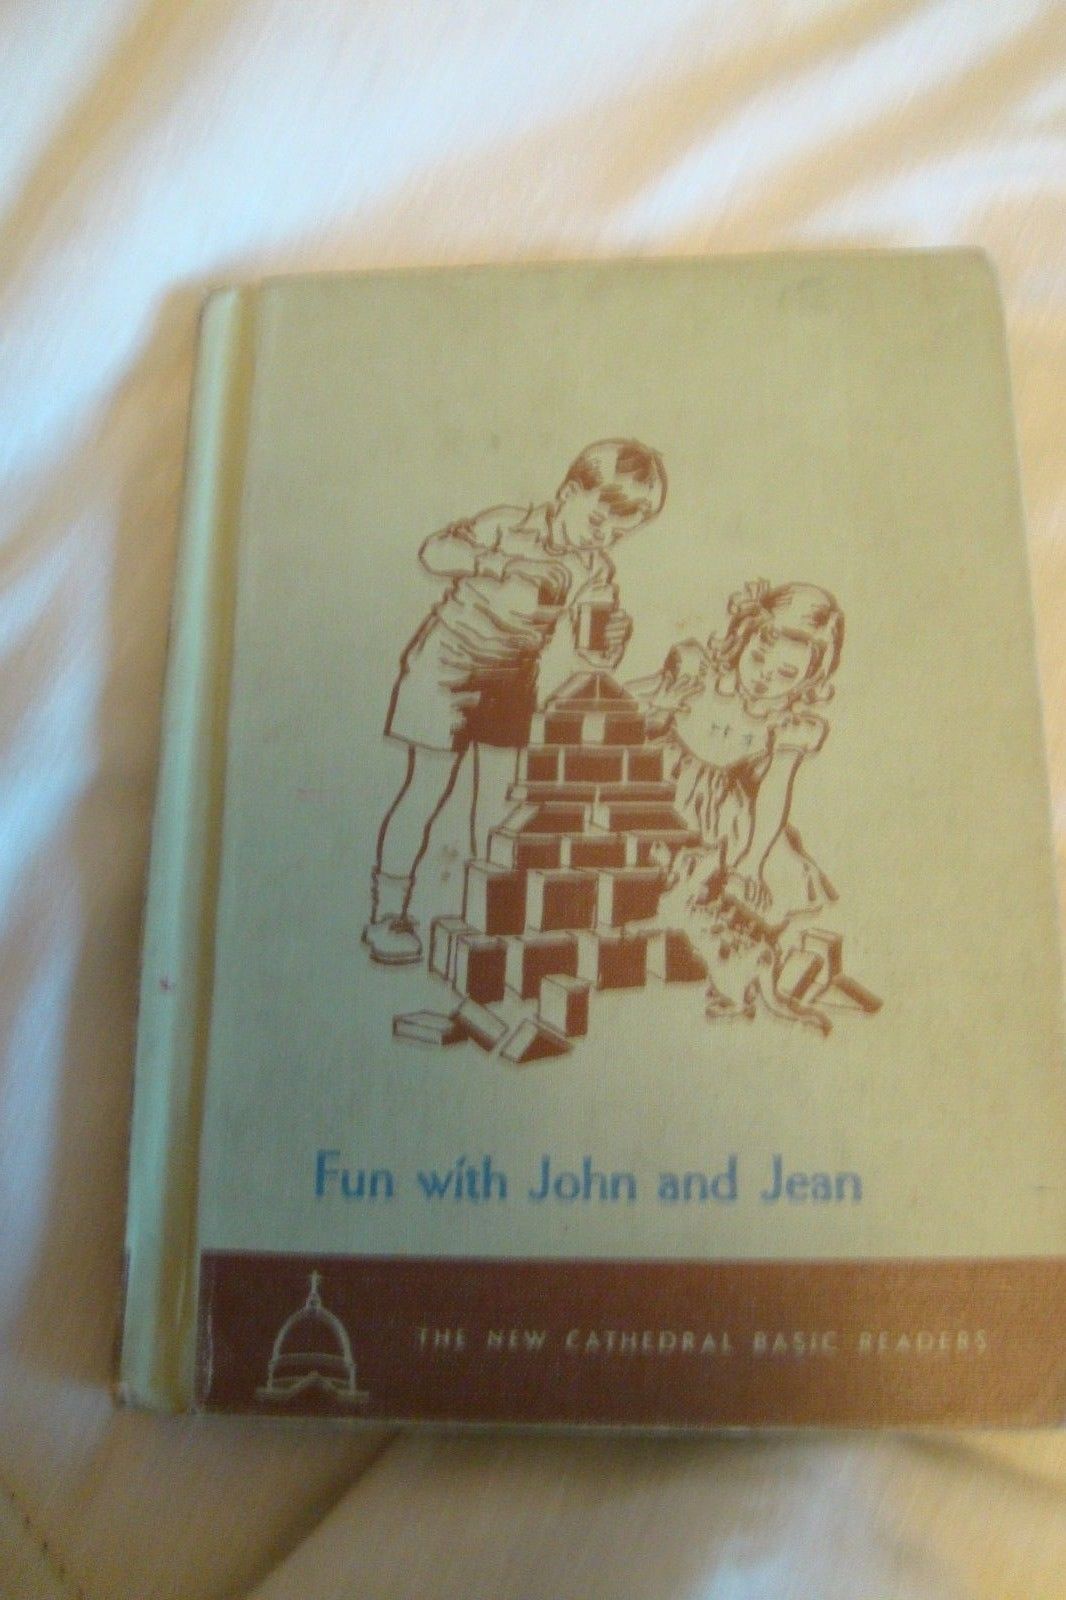 Fun with John and Jean
THE NEW CATHEDRAL BASIC READERS